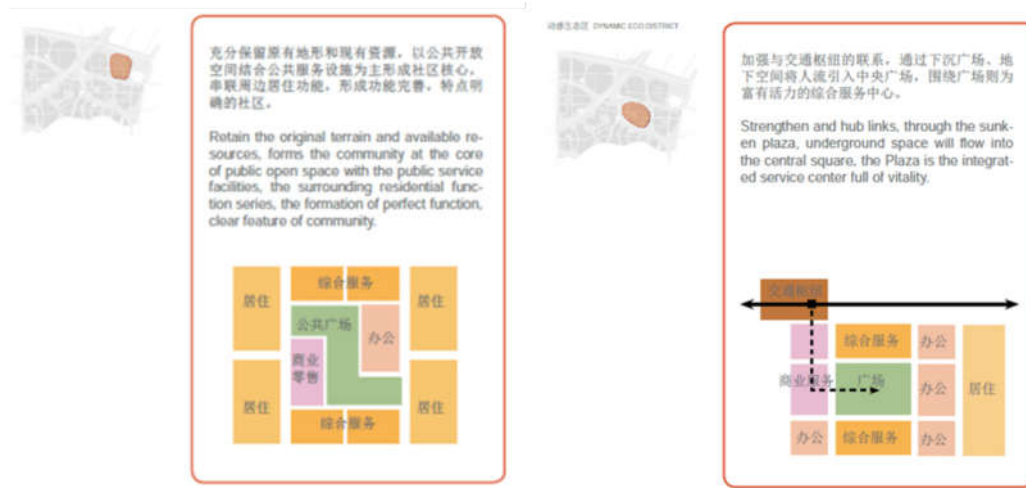 充分保留原有地形和现有资源，以公共开放
空间结合公共服务设施为主形成社区核心，
串联周边居住功能，形成功能完善，特点明
确的社区。
Retain the original terrain and available re-
sources, forms the community at the core
of public open space with the public service
facilities, the surrounding residential func-
tion series, the formation of perfect function,
clear feature of community.
综合服务
居住
居住
公共广场
办公
商业
零售
居住
居住
综合服务
动感生态区 DYNAMIC ECO DISTRICT
加强与交通枢纽的联系，通过下沉广场、地
下空间将人流引入中央广场，围绕广场则为
富有活力的综合服务中心。
Strengthen and hub links, through the sunk-
en plaza, underground space will flow into
the central square, the Plaza is the integrat-
ed service center full of vitality.
交通枢纽
综合服务
办公
商业服务
广场
办公
居住
办公
综合服务
办公